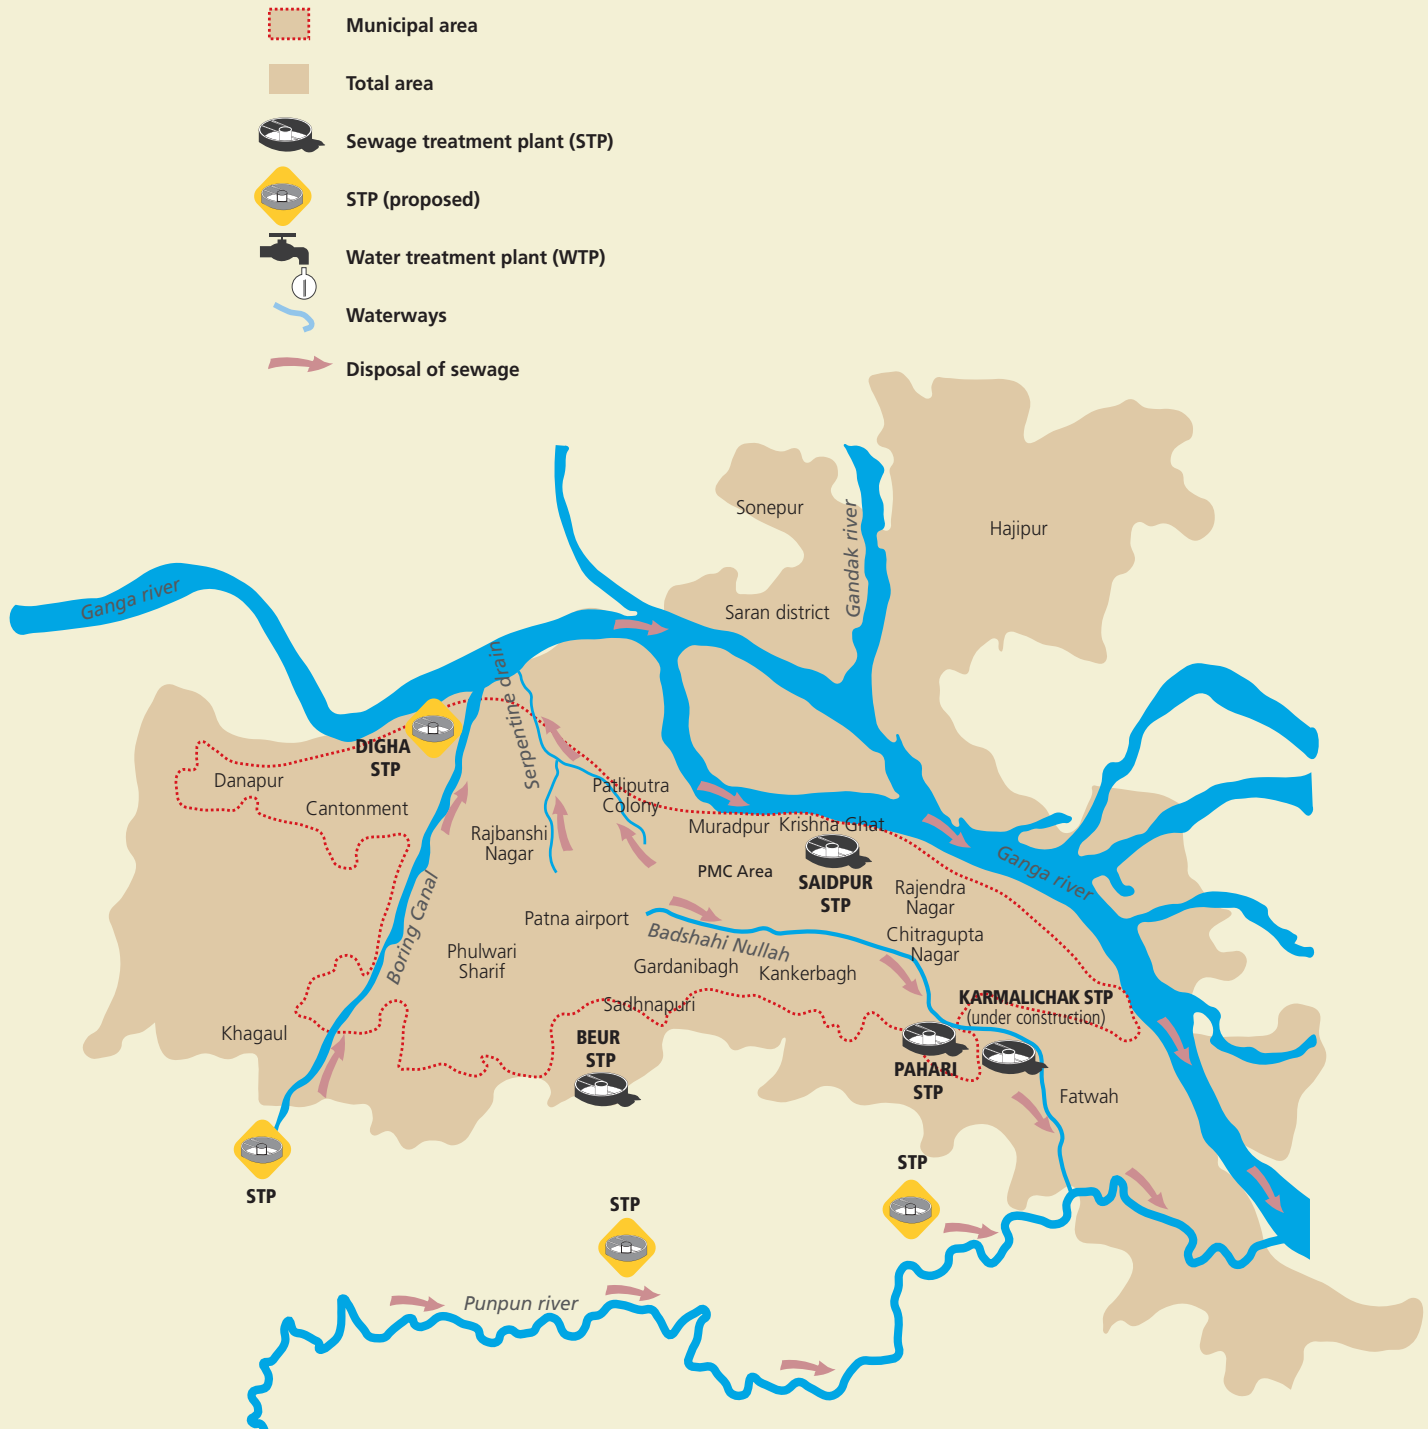 Municipal area
Total area
Sewage treatment plant (STP)
STP (proposed)
Water treatment plant (WTP)
Waterways
Disposal of sewage
Sonepur
Hajipur
Gandak river
Ganga river
Saran district
Serpentine drain
DIGHA
STP
Danapur
Cantonment
Patliputra
Colony
Rajbanshi
Nagar
Muradpur
Krishna Ghat
PMC Area
SAIDPUR
STP
Rajendra
Nagar
Ganga river
Boring Canal
Patna airport
Badshahi Nullah
Chitragupta
Nagar
Phulwari
Sharif
Gardanibagh
Kankerbagh
Sadhnapuri
KARMALICHAK STP
(under construction)
Khagaul
BEUR
STP
PAHARI
STP
Fatwah
STP
STP
STP
Punpun river